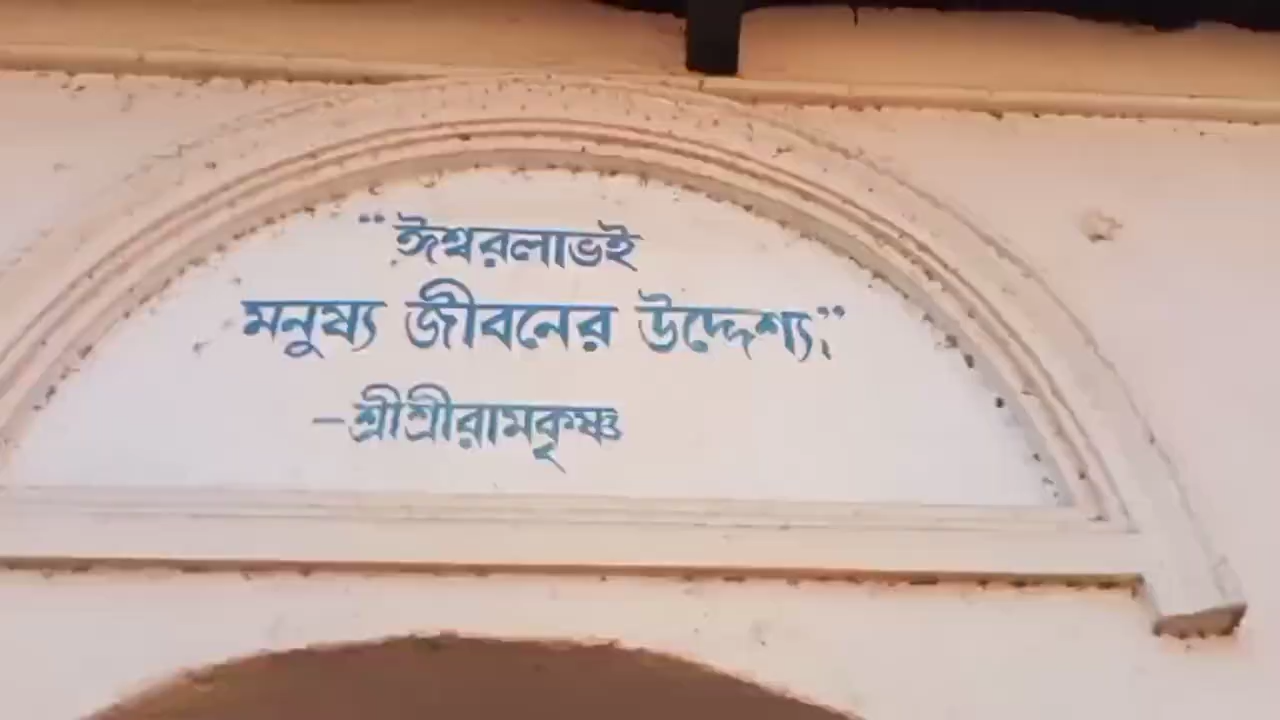 “ঈশ্বরলাভই
মনুষ্য জীবনের উদ্দেশ্য;”
–শ্রীশ্রীরামকৃষ্ণ